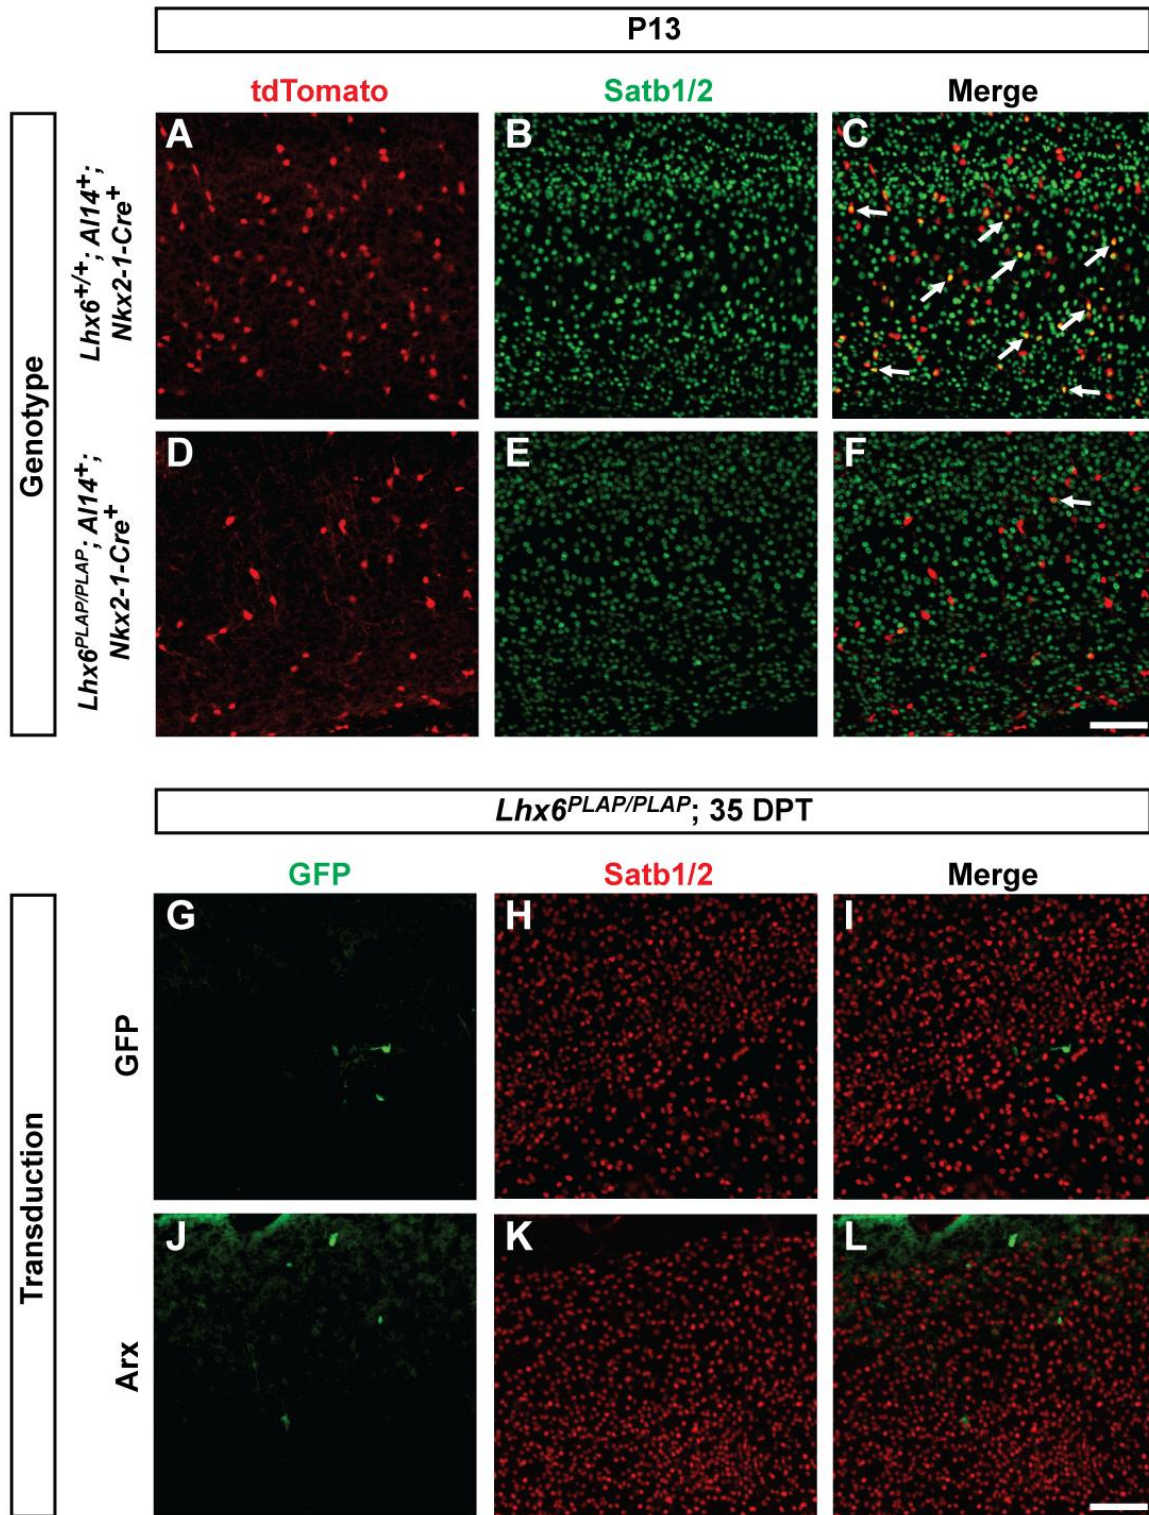 P13
tdTomato
Satb1/2
Merge
Genotype
Lhx6+/+; AI14+;
Nkx2-1-Cre+
A
B
C
Lhx6PLAP/PLAP; AI14+;
Nkx2-1-Cre+
D
E
F
Lhx6PLAP/PLAP; 35 DPT
GFP
Satb1/2
Merge
Transduction
GFP
G
H
I
Arx
J
K
L